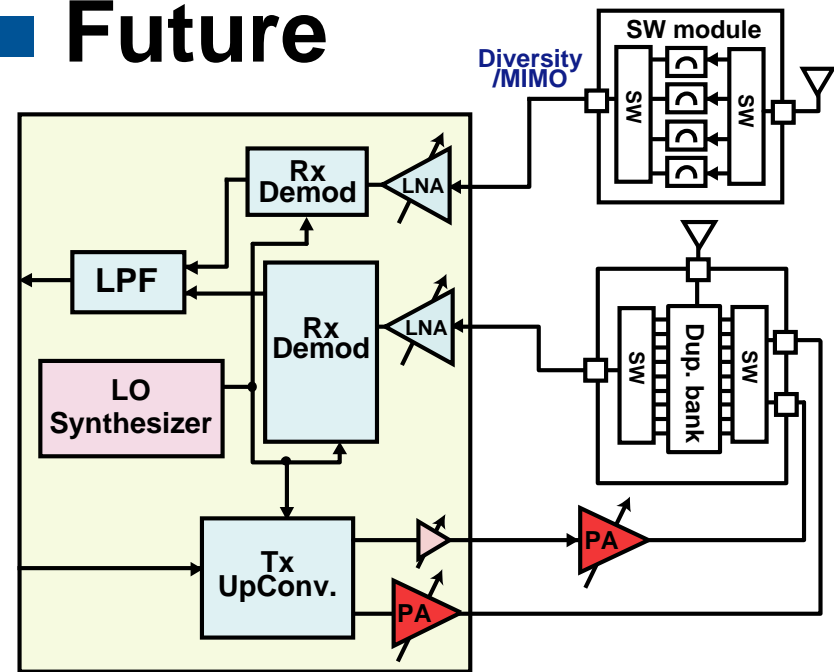 Future
SW module
Diversity
/MIMO
SW
SW
Rx
Demod
LNA
LPF
Rx
Demod
LNA
LO
Synthesizer
SW
Dup. bank
SW
Tx
UpConv.
PA
PA